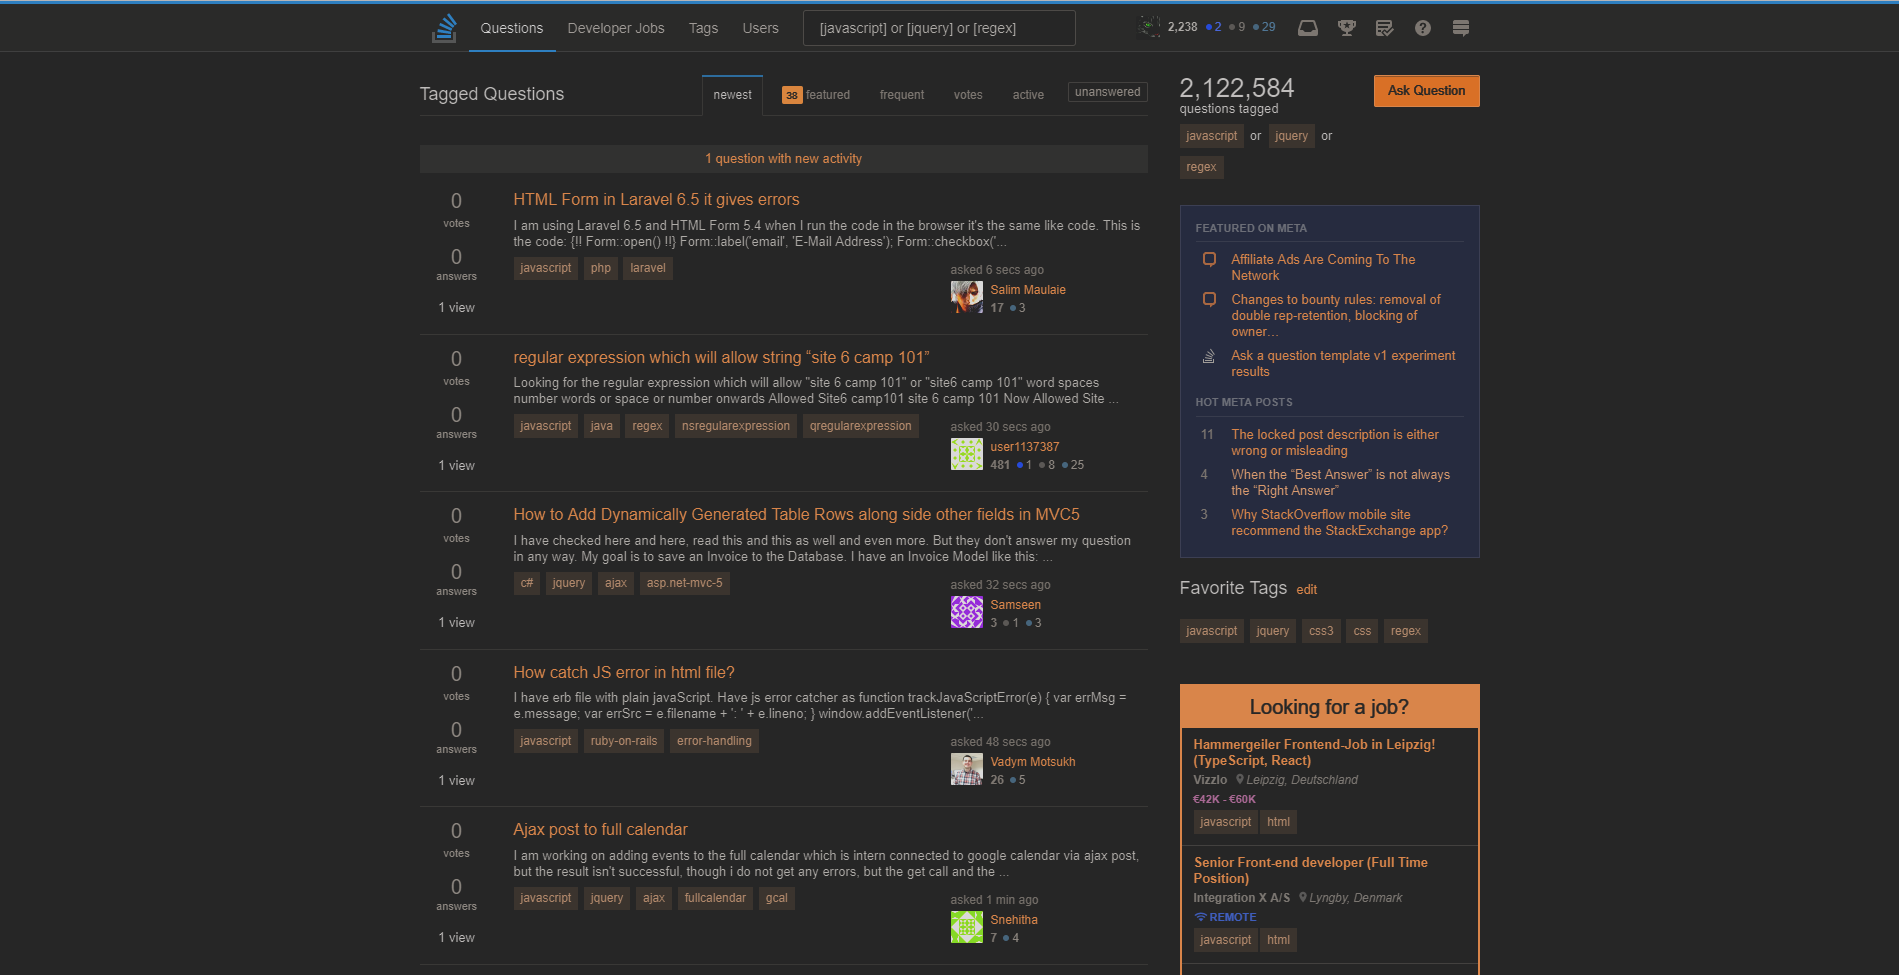 Questions Developer Jobs Tags Users [javascript] or [jquery] or [regex] 2,238 2 9 29
Tagged Questions newest 38 featured frequent votes active unanswered
1 question with new activity
0
votes
0
answers
1 view
HTML Form in Laravel 6.5 it gives errors
I am using Laravel 6.5 and HTML Form 5.4 when I run the code in the browser it's the same like code. This is
the code: {!! Form::open() !!} Form::label('email', 'E-Mail Address'); Form::checkbox('...
javascript php laravel
asked 6 secs ago
Salim Maulaie
17 3
0
votes
0
answers
1 view
regular expression which will allow string “site 6 camp 101”
Looking for the regular expression which will allow "site 6 camp 101" or "site6 camp 101" word spaces
number words or space or number onwards Allowed Site6 camp101 site 6 camp 101 Now Allowed Site ...
javascript java regex nsregularexpression qregularexpression
asked 30 secs ago
user1137387
481 1 8 25
0
votes
0
answers
1 view
How to Add Dynamically Generated Table Rows along side other fields in MVC5
I have checked here and here, read this and this as well and even more. But they don't answer my question
in any way. My goal is to save an Invoice to the Database. I have an Invoice Model like this: ...
c# jquery ajax asp.net-mvc-5
asked 32 secs ago
Samseen
3 1 3
0
votes
0
answers
1 view
How catch JS error in html file?
I have erb file with plain javaScript. Have js error catcher as function trackJavaScriptError(e) { var errMsg =
e.message; var errSrc = e.filename + ': ' + e.lineno; } window.addEventListener('...
javascript ruby-on-rails error-handling
asked 48 secs ago
Vadym Motsukh
26 5
0
votes
0
answers
1 view
Ajax post to full calendar
I am working on adding events to the full calendar which is intern connected to google calendar via ajax post,
but the result isn't successful, though i do not get any errors, but the get call and the ...
javascript jquery ajax fullcalendar gcal
asked 1 min ago
Snehitha
7 4
2,122,584
questions tagged
Ask Question
javascript or jquery or
regex
FEATURED ON META
Affiliate Ads Are Coming To The
Network
Changes to bounty rules: removal of
double rep-retention, blocking of
owner…
Ask a question template v1 experiment
results
HOT META POSTS
11 The locked post description is either
wrong or misleading
4 When the “Best Answer” is not always
the “Right Answer”
3 Why StackOverflow mobile site
recommend the StackExchange app?
Favorite Tags edit
javascript jquery css3 css regex
Looking for a job?
Hammergeiler Frontend-Job in Leipzig!
(TypeScript, React)
Vizzlo Leipzig, Deutschland
€42K - €60K
javascript html
Senior Front-end developer (Full Time
Position)
Integration X A/S Lyngby, Denmark
REMOTE
javascript html